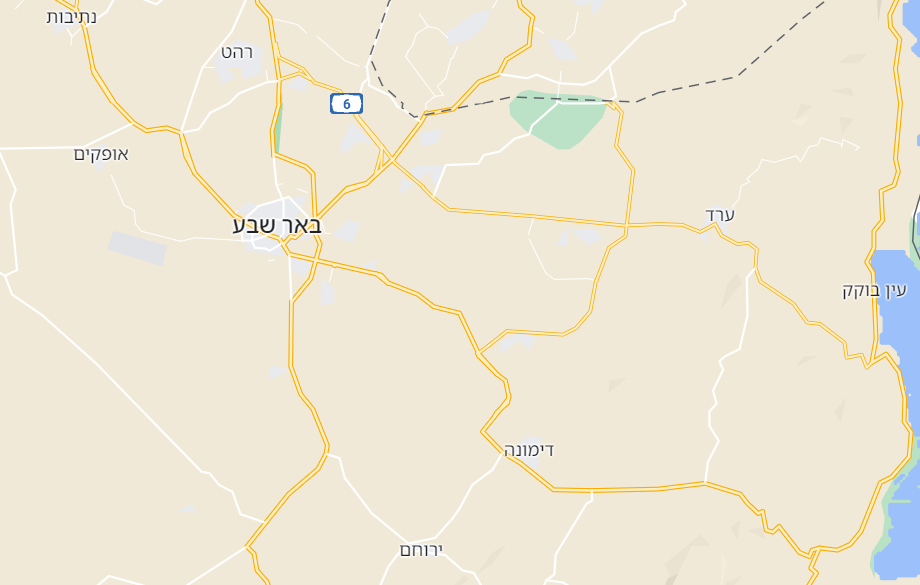 נתיבות
רהט
6
אופקים
ערד
באר שבע
עין בוקק
דימונה
ירוחם